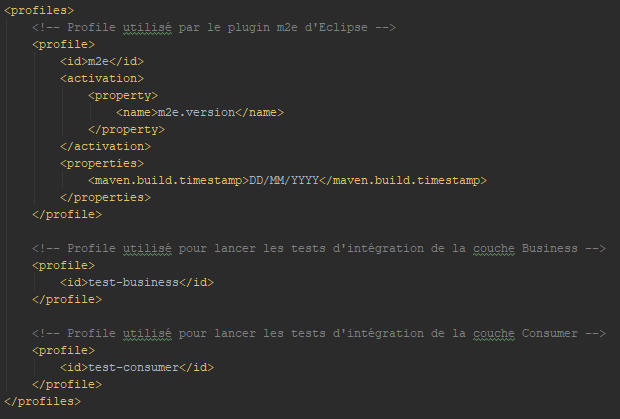 <profiles>
<!-- Profile utilisé par le plugin m2e d'Eclipse -->
<profile>
<id>m2e</id>
<activation>
<property>
<name>m2e.version</name>
</property>
</activation>
<properties>
<maven.build.timestamp>DD/MM/YYYY</maven.build.timestamp>
</properties>
</profile>
<!-- Profile utilisé pour lancer les tests d'intégration de la couche Business -->
<profile>
<id>test-business</id>
</profile>
<!-- Profile utilisé pour lancer les tests d'intégration de la couche Consumer -->
<profile>
<id>test-consumer</id>
</profile>
</profiles>